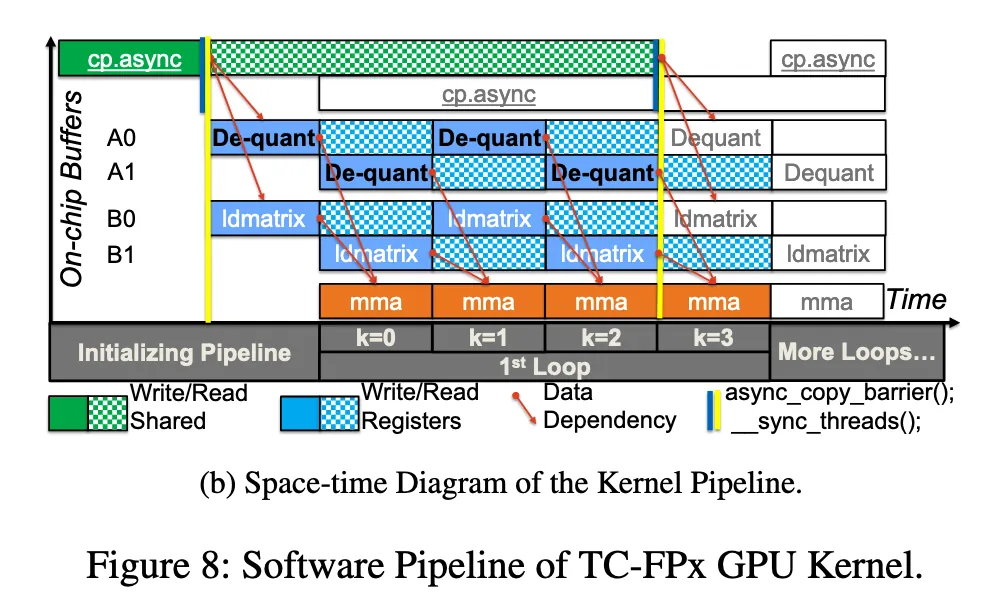 cp.async
cp.async
cp.async
On-chip Buffers
A0
De-quant
De-quant
Dequant
A1
De-quant
De-quant
Dequant
B0
ldmatrix
ldmatrix
ldmatrix
B1
ldmatrix
ldmatrix
ldmatrix
mma
mma
mma
mma
mma
Time
Initializing Pipeline
k=0
k=1
k=2
k=3
1st Loop
More Loops...
Write/Read
Shared
Write/Read
Registers
Data
Dependency
async_copy_barrier();
__sync_threads();
(b) Space-time Diagram of the Kernel Pipeline.
Figure 8: Software Pipeline of TC-FPx GPU Kernel.